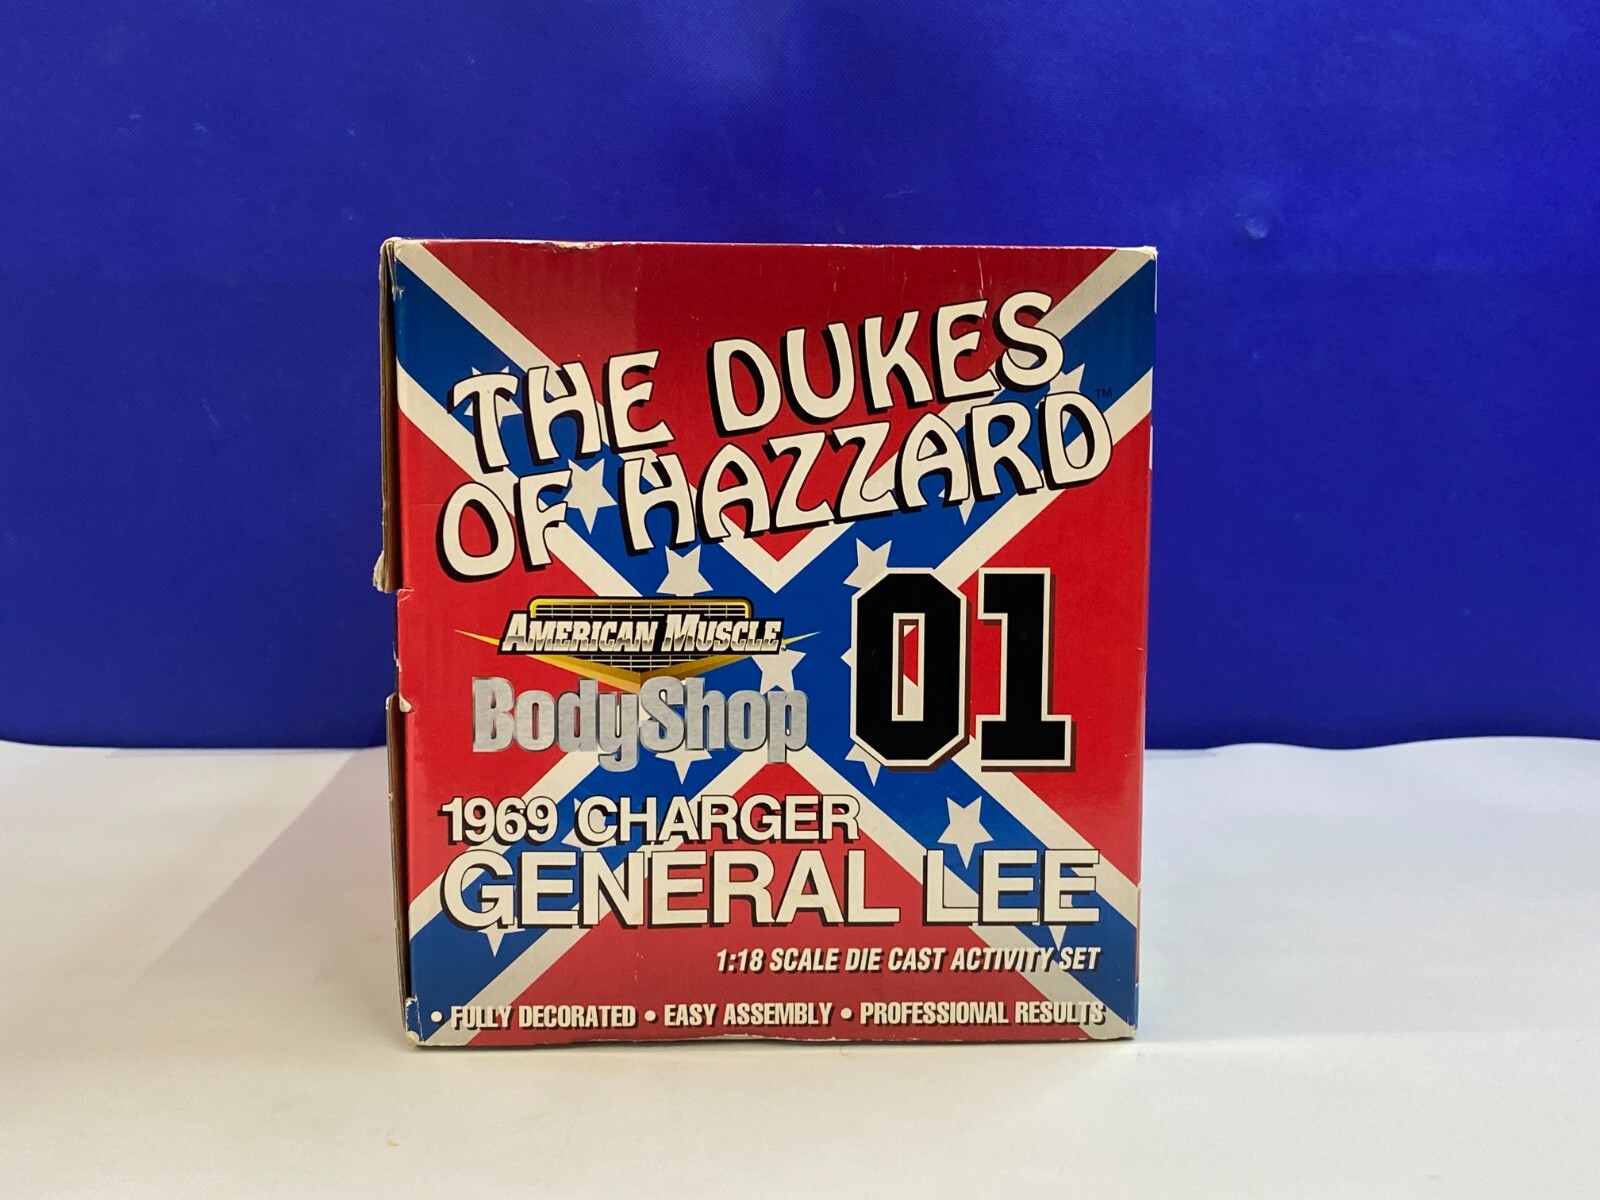 THE DUKES
OF HAZZARD™
AMERICAN MUSCLE
BodyShop
01
1969 CHARGER
GENERAL LEE
1:18 SCALE DIE CAST ACTIVITY SET
• FULLY DECORATED • EASY ASSEMBLY • PROFESSIONAL RESULTS